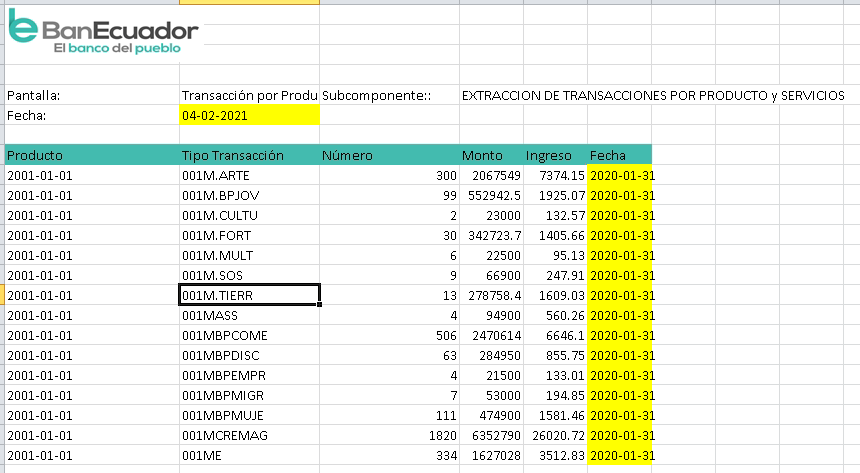 BanEcuador
El banco del pueblo
Pantalla: Transacción por Produ Subcomponente:: EXTRACCION DE TRANSACCIONES POR PRODUCTO y SERVICIOS
Fecha: 04-02-2021
Producto Tipo Transacción Número Monto Ingreso Fecha
2001-01-01 001M.ARTE 300 2067549 7374.15 2020-01-31
2001-01-01 001M.BPJOV 99 552942.5 1925.07 2020-01-31
2001-01-01 001M.CULTU 2 23000 132.57 2020-01-31
2001-01-01 001M.FORT 30 342723.7 1405.66 2020-01-31
2001-01-01 001M.MULT 6 22500 95.13 2020-01-31
2001-01-01 001M.SOS 9 66900 247.91 2020-01-31
2001-01-01 001M.TIERR 13 278758.4 1609.03 2020-01-31
2001-01-01 001MASS 4 94900 560.26 2020-01-31
2001-01-01 001MBPCOME 506 2470614 6646.1 2020-01-31
2001-01-01 001MBPDISC 63 284950 855.75 2020-01-31
2001-01-01 001MBPEMPR 4 21500 133.01 2020-01-31
2001-01-01 001MBPMIGR 7 53000 194.85 2020-01-31
2001-01-01 001MBPMUJE 111 474900 1581.46 2020-01-31
2001-01-01 001MCREMAG 1820 6352790 26020.72 2020-01-31
2001-01-01 001ME 334 1627028 3512.83 2020-01-31